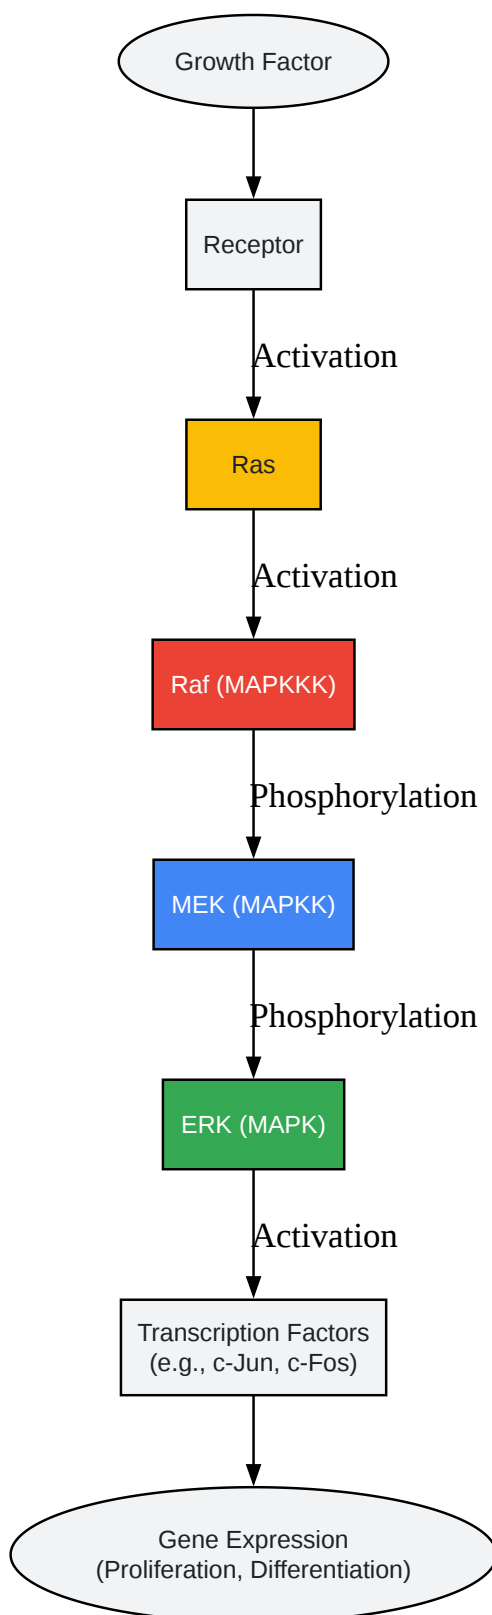 Growth Factor
Receptor
Activation
Ras
Activation
Raf (MAPKKK)
Phosphorylation
MEK (MAPKK)
Phosphorylation
ERK (MAPK)
Activation
Transcription Factors
(e.g., c-Jun, c-Fos)
Gene Expression
(Proliferation, Differentiation)